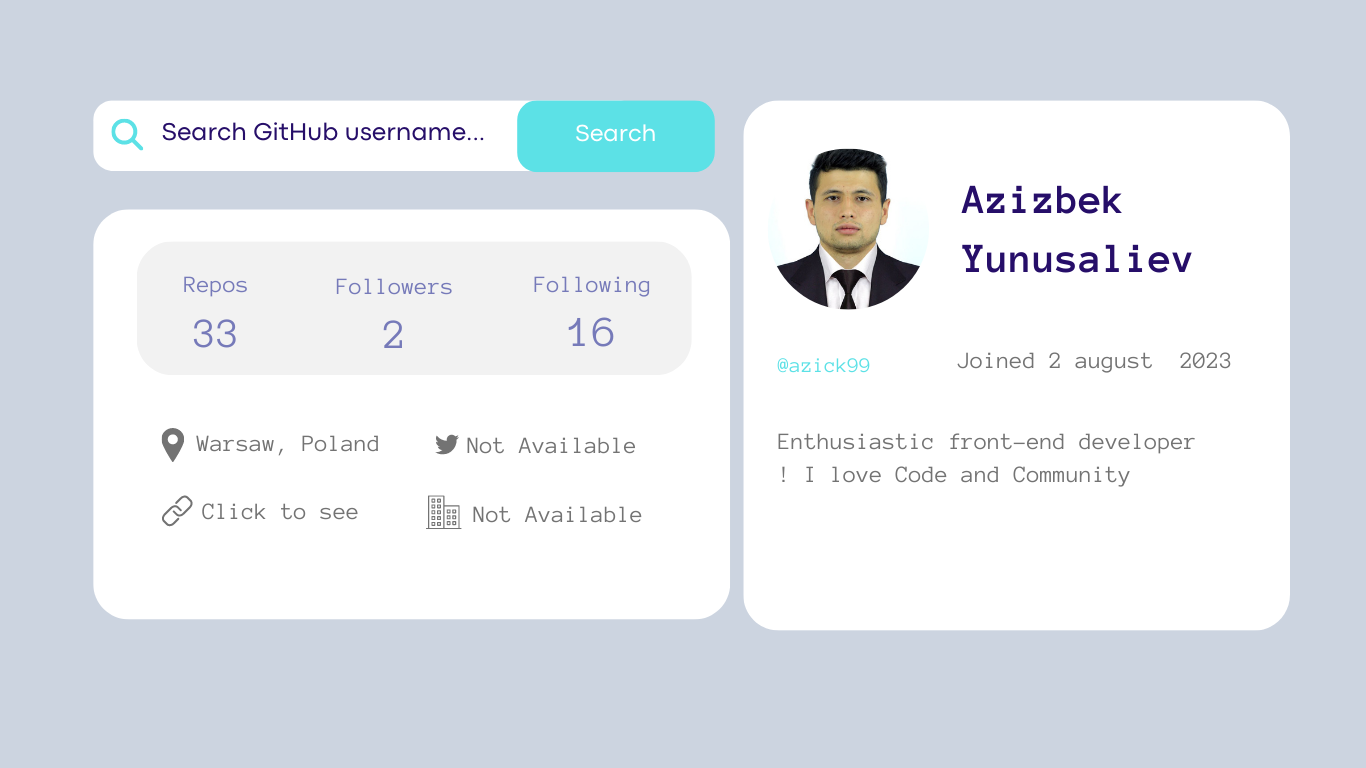 Search GitHub username...
Search
Repos
Followers
Following
33
2
16
Warsaw, Poland
Not Available
Click to see
Not Available
Azizbek
Yunusaliev
@azick99
Joined 2 august  2023
Enthusiastic front-end developer
! I love Code and Community